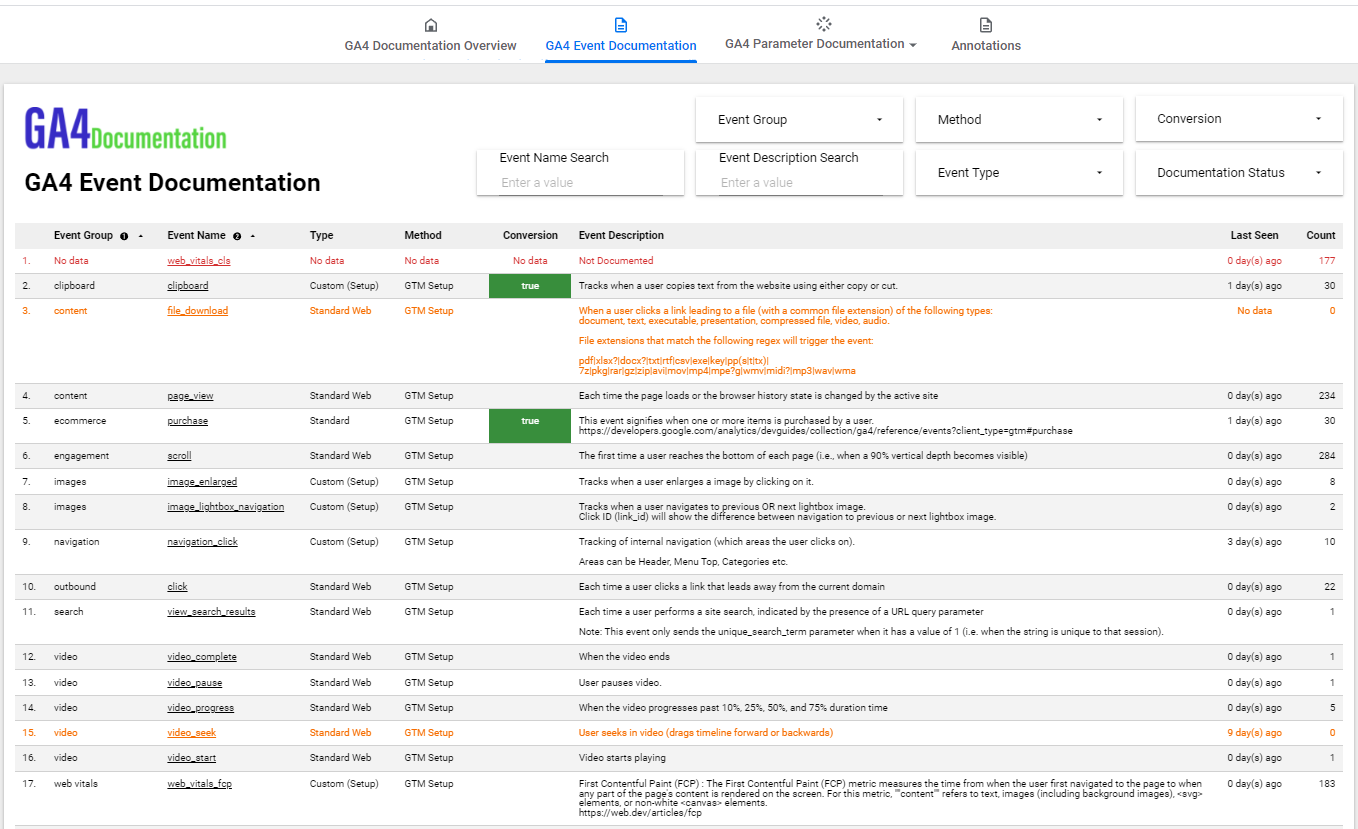 GA4 Documentation Overview
GA4 Event Documentation
GA4 Parameter Documentation
Annotations
GA4Documentation
Event Group
Method
Conversion
GA4 Event Documentation
Event Name Search
Enter a value
Event Description Search
Enter a value
Event Type
Documentation Status
Event Group 1 Event Name 2 Type Method Conversion Event Description Last Seen Count
1. No data web_vitals_cls No data No data No data Not Documented 0 day(s) ago 177
2. clipboard clipboard Custom (Setup) GTM Setup true Tracks when a user copies text from the website using either copy or cut. 1 day(s) ago 30
3. content file_download Standard Web GTM Setup When a user clicks a link leading to a file (with a common file extension) of the following types: No data 0
document, text, executable, presentation, compressed file, video, audio.
File extensions that match the following regex will trigger the event:
pdf|xlsx?|docx?|txt|rtf|csv|exe|key|pp(s|t|tx)|
7z|pkg|rar|gz|zip|avi|mov|mp4|mpe?g|wmv|midi?|mp3|wav|wma
4. content page_view Standard Web GTM Setup Each time the page loads or the browser history state is changed by the active site 0 day(s) ago 234
5. ecommerce purchase Standard GTM Setup true This event signifies when one or more items is purchased by a user. 1 day(s) ago 30
https://developers.google.com/analytics/devguides/collection/ga4/reference/events?client_type=gtm#purchase
6. engagement scroll Standard Web GTM Setup The first time a user reaches the bottom of each page (i.e., when a 90% vertical depth becomes visible) 0 day(s) ago 284
7. images image_enlarged Custom (Setup) GTM Setup Tracks when a user enlarges a image by clicking on it. 0 day(s) ago 8
8. images image_lightbox_navigation Custom (Setup) GTM Setup Tracks when a user navigates to previous OR next lightbox image. 0 day(s) ago 2
Click ID (link_id) will show the difference between navigation to previous or next lightbox image.
9. navigation navigation_click Custom (Setup) GTM Setup Tracking of internal navigation (which areas the user clicks on). 3 day(s) ago 10
Areas can be Header, Menu Top, Categories etc.
10. outbound click Standard Web GTM Setup Each time a user clicks a link that leads away from the current domain 0 day(s) ago 22
11. search view_search_results Standard Web GTM Setup Each time a user performs a site search, indicated by the presence of a URL query parameter 0 day(s) ago 1
Note: This event only sends the unique_search_term parameter when it has a value of 1 (i.e. when the string is unique to that session).
12. video video_complete Standard Web GTM Setup When the video ends 0 day(s) ago 1
13. video video_pause Standard Web GTM Setup User pauses video. 0 day(s) ago 1
14. video video_progress Standard Web GTM Setup When the video progresses past 10%, 25%, 50%, and 75% duration time 0 day(s) ago 5
15. video video_seek Standard Web GTM Setup User seeks in video (drags timeline forward or backwards) 9 day(s) ago 0
16. video video_start Standard Web GTM Setup Video starts playing 0 day(s) ago 1
17. web vitals web_vitals_fcp Custom (Setup) GTM Setup First Contentful Paint (FCP) : The First Contentful Paint (FCP) metric measures the time from when the user first navigated to the page to when 0 day(s) ago 183
any part of the page's content is rendered on the screen. For this metric, ""content"" refers to text, images (including background images), <svg>
elements, or non-white <canvas> elements.
https://web.dev/articles/fcp